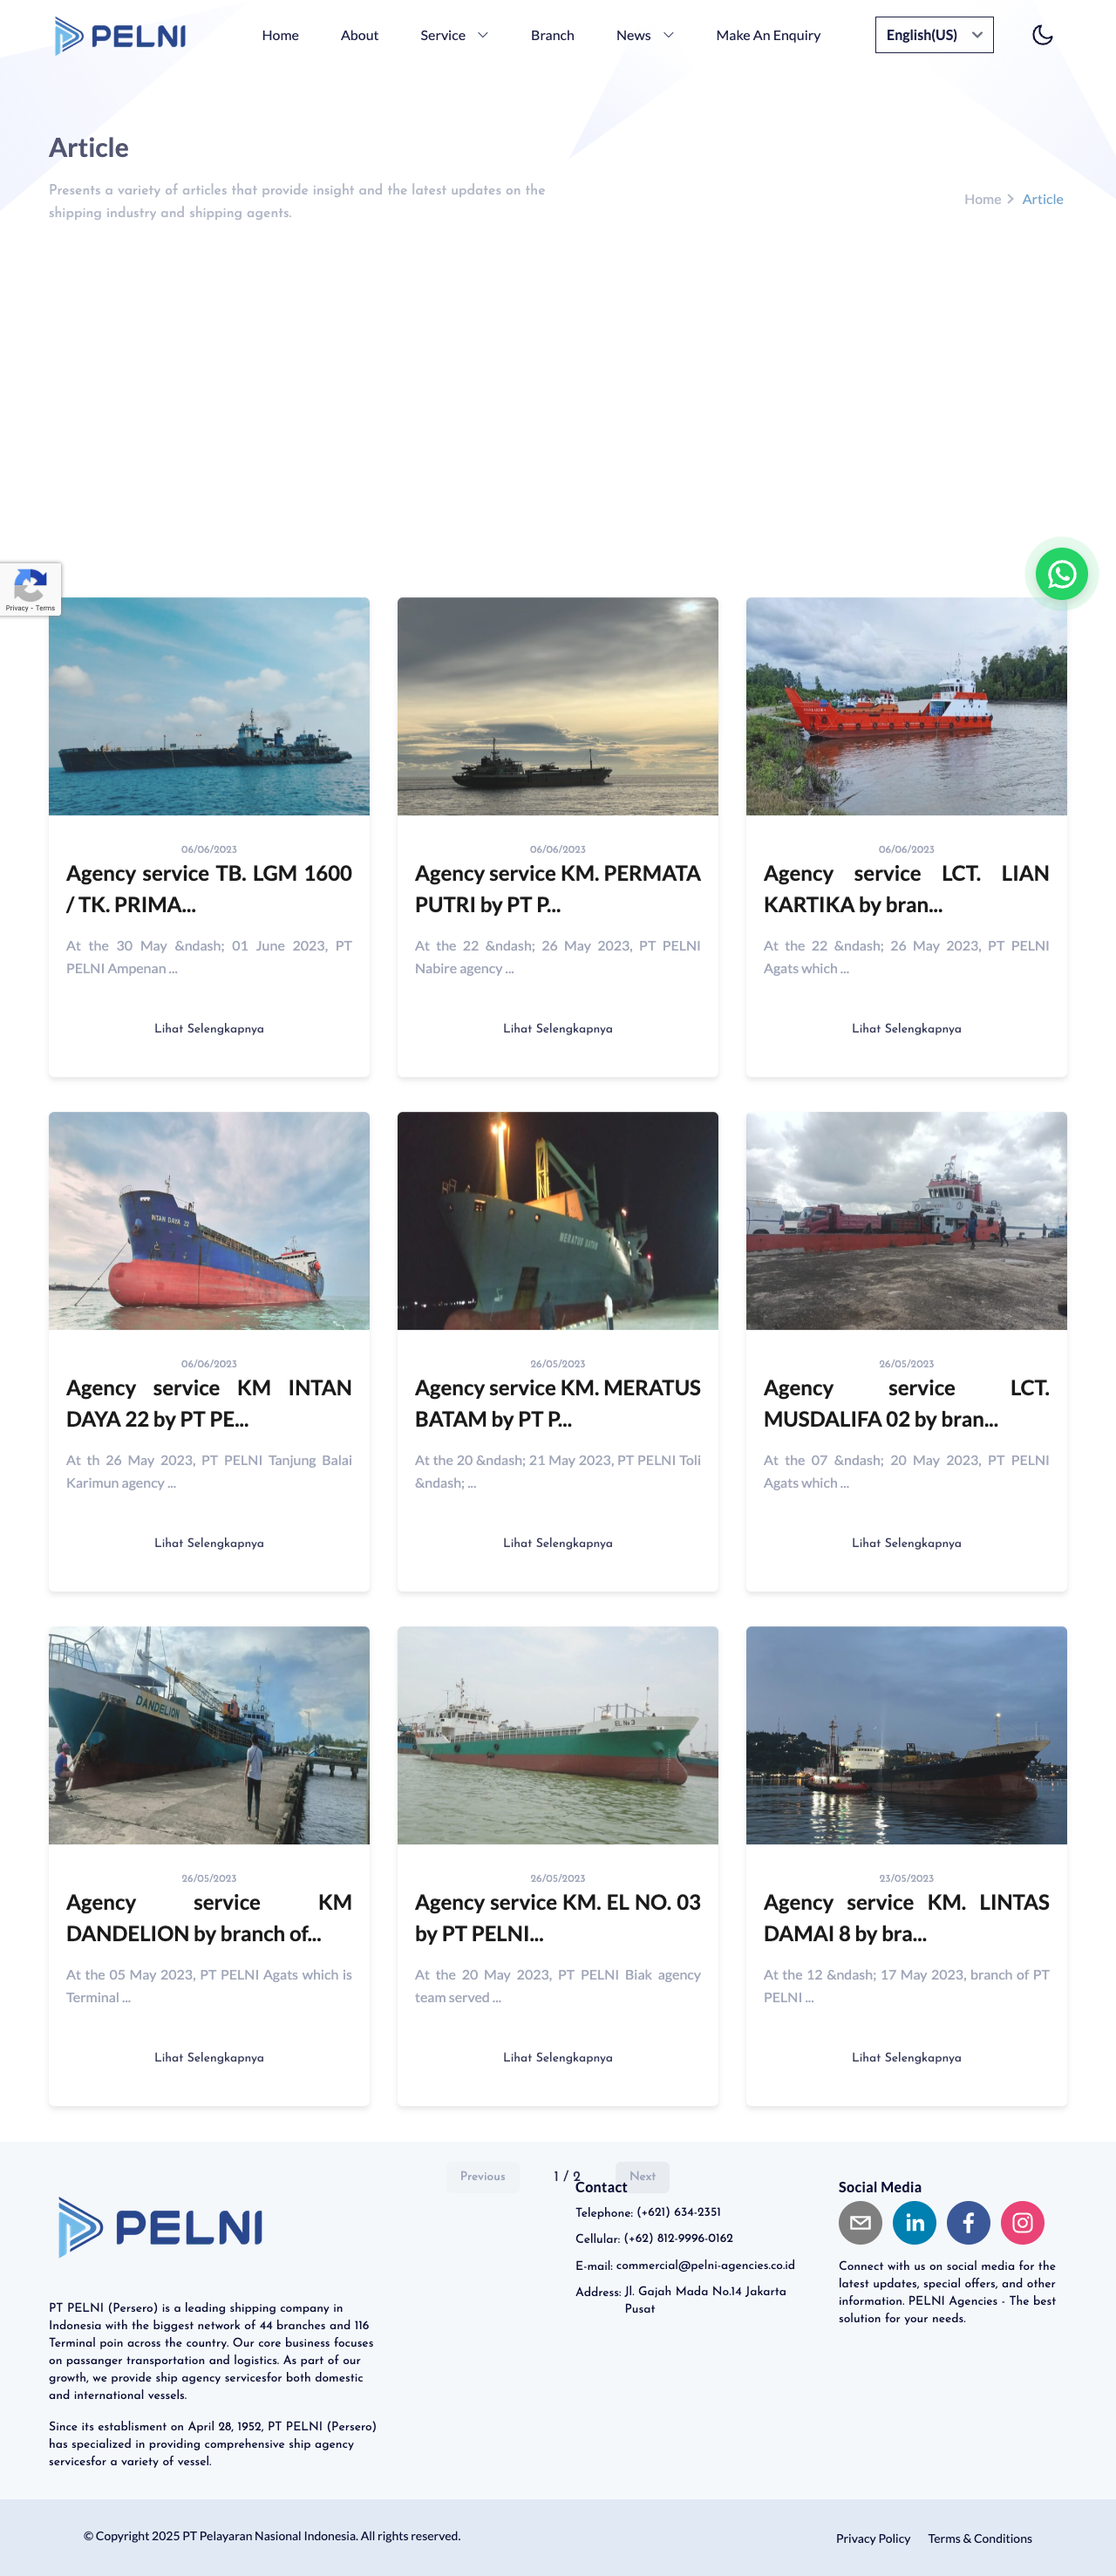 PELNI
Home
About
Service
Branch
News
Make An Enquiry
English(US)
Article
Presents a variety of articles that provide insight and the latest updates on the
shipping industry and shipping agents.
Home
Article
Privacy - Terms
06/06/2023
Agency service TB. LGM 1600
/ TK. PRIMA...
At the 30 May &ndash; 01 June 2023, PT
PELNI Ampenan ...
Lihat Selengkapnya
06/06/2023
Agency service KM. PERMATA
PUTRI by PT P...
At the 22 &ndash; 26 May 2023, PT PELNI
Nabire agency ...
Lihat Selengkapnya
06/06/2023
Agency service LCT. LIAN
KARTIKA by bran...
At the 22 &ndash; 26 May 2023, PT PELNI
Agats which ...
Lihat Selengkapnya
INTAN DAYA 22
06/06/2023
Agency service KM INTAN
DAYA 22 by PT PE...
At th 26 May 2023, PT PELNI Tanjung Balai
Karimun agency ...
Lihat Selengkapnya
MERATUS BATAM
26/05/2023
Agency service KM. MERATUS
BATAM by PT P...
At the 20 &ndash; 21 May 2023, PT PELNI Toli
&ndash; ...
Lihat Selengkapnya
26/05/2023
Agency service LCT.
MUSDALIFA 02 by bran...
At the 07 &ndash; 20 May 2023, PT PELNI
Agats which ...
Lihat Selengkapnya
DANDELION
26/05/2023
Agency service KM
DANDELION by branch of...
At the 05 May 2023, PT PELNI Agats which is
Terminal ...
Lihat Selengkapnya
EL No 3
26/05/2023
Agency service KM. EL NO. 03
by PT PELNI...
At the 20 May 2023, PT PELNI Biak agency
team served ...
Lihat Selengkapnya
23/05/2023
Agency service KM. LINTAS
DAMAI 8 by bra...
At the 12 &ndash; 17 May 2023, branch of PT
PELNI ...
Lihat Selengkapnya
Previous
1 / 2
Next
PELNI
PT PELNI (Persero) is a leading shipping company in
Indonesia with the biggest network of 44 branches and 116
Terminal poin across the country. Our core business focuses
on passanger transportation and logistics. As part of our
growth, we provide ship agency servicesfor both domestic
and international vessels.
Since its establisment on April 28, 1952, PT PELNI (Persero)
has specialized in providing comprehensive ship agency
servicesfor a variety of vessel.
Contact
Telephone: (+621) 634-2351
Cellular: (+62) 812-9996-0162
E-mail: commercial@pelni-agencies.co.id
Address: Jl. Gajah Mada No.14 Jakarta
Pusat
Social Media
Connect with us on social media for the
latest updates, special offers, and other
information. PELNI Agencies - The best
solution for your needs.
© Copyright 2025 PT Pelayaran Nasional Indonesia. All rights reserved.
Privacy Policy
Terms & Conditions